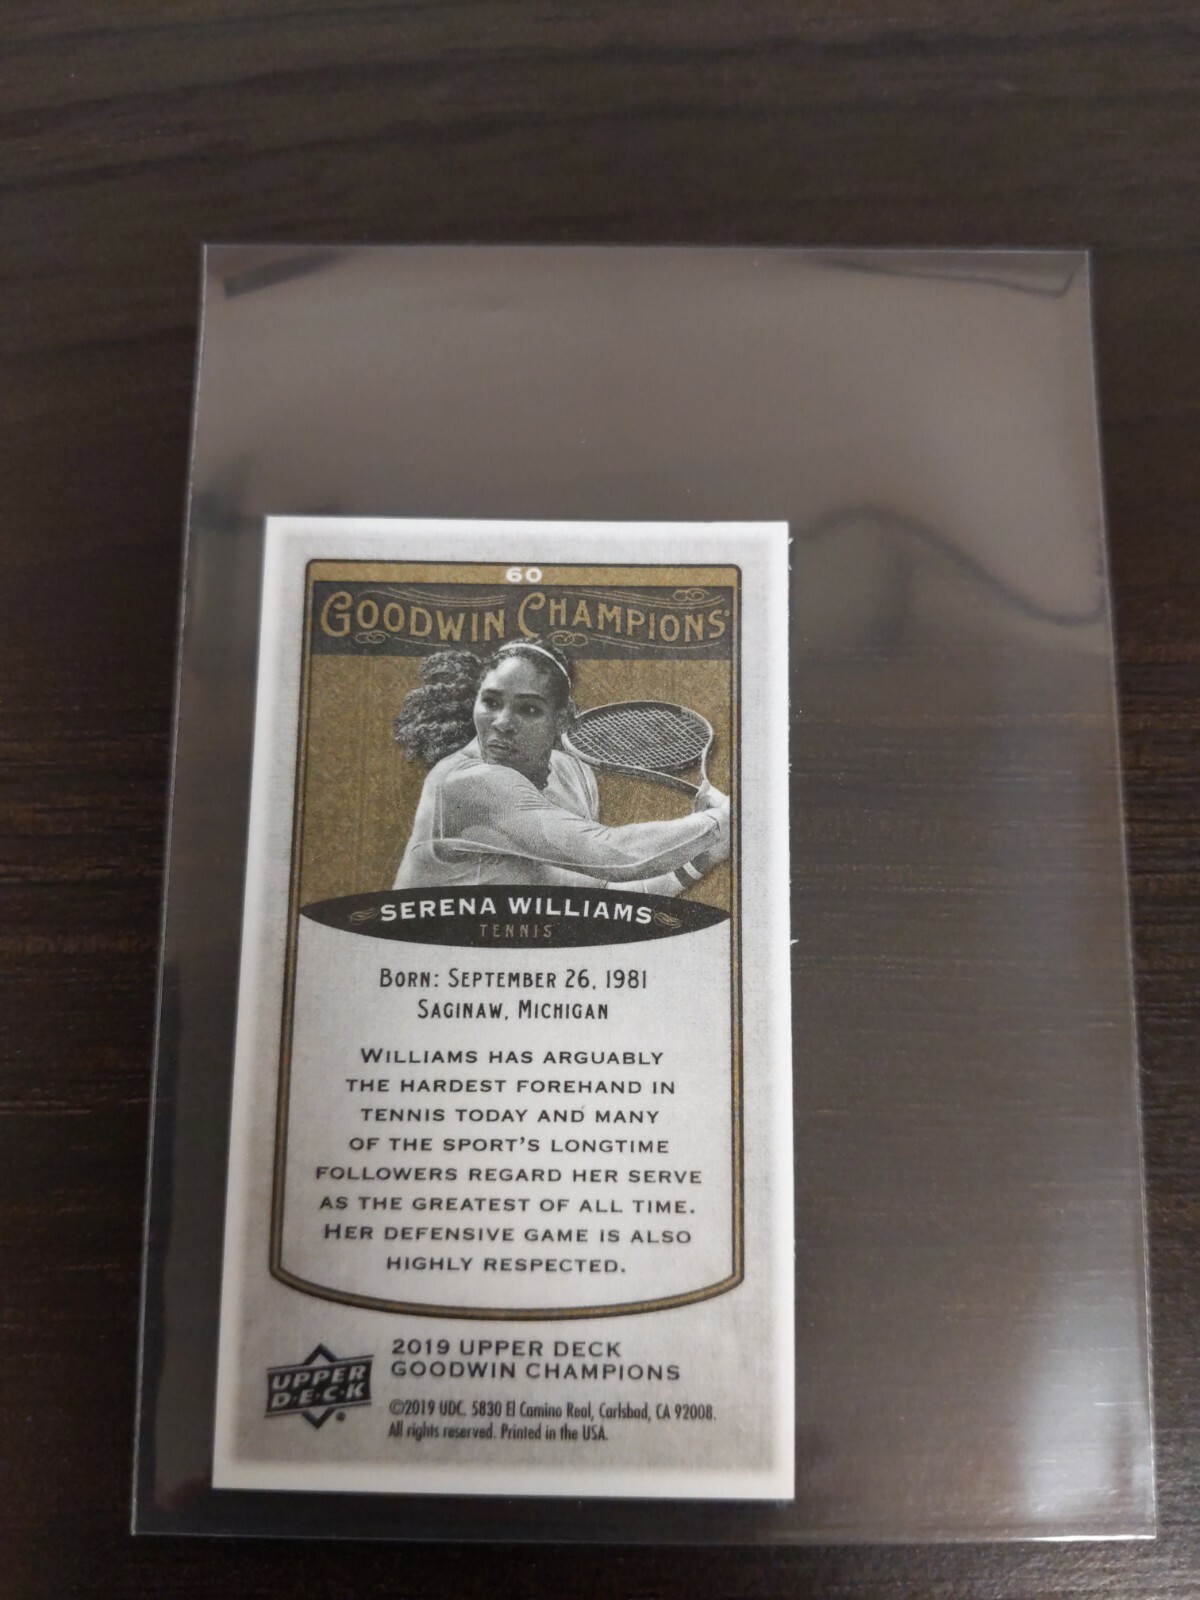 60
GOODWIN CHAMPIONS®
SERENA WILLIAMS
TENNIS
BORN: SEPTEMBER 26, 1981
SAGINAW, MICHIGAN
WILLIAMS HAS ARGUABLY
THE HARDEST FOREHAND IN
TENNIS TODAY AND MANY
OF THE SPORT'S LONGTIME
FOLLOWERS REGARD HER SERVE
AS THE GREATEST OF ALL TIME.
HER DEFENSIVE GAME IS ALSO
HIGHLY RESPECTED.
UPPER
D·E·C·K®
2019 UPPER DECK
GOODWIN CHAMPIONS
©2019 UDC. 5830 El Camino Real, Carlsbad, CA 92008.
All rights reserved. Printed in the USA.